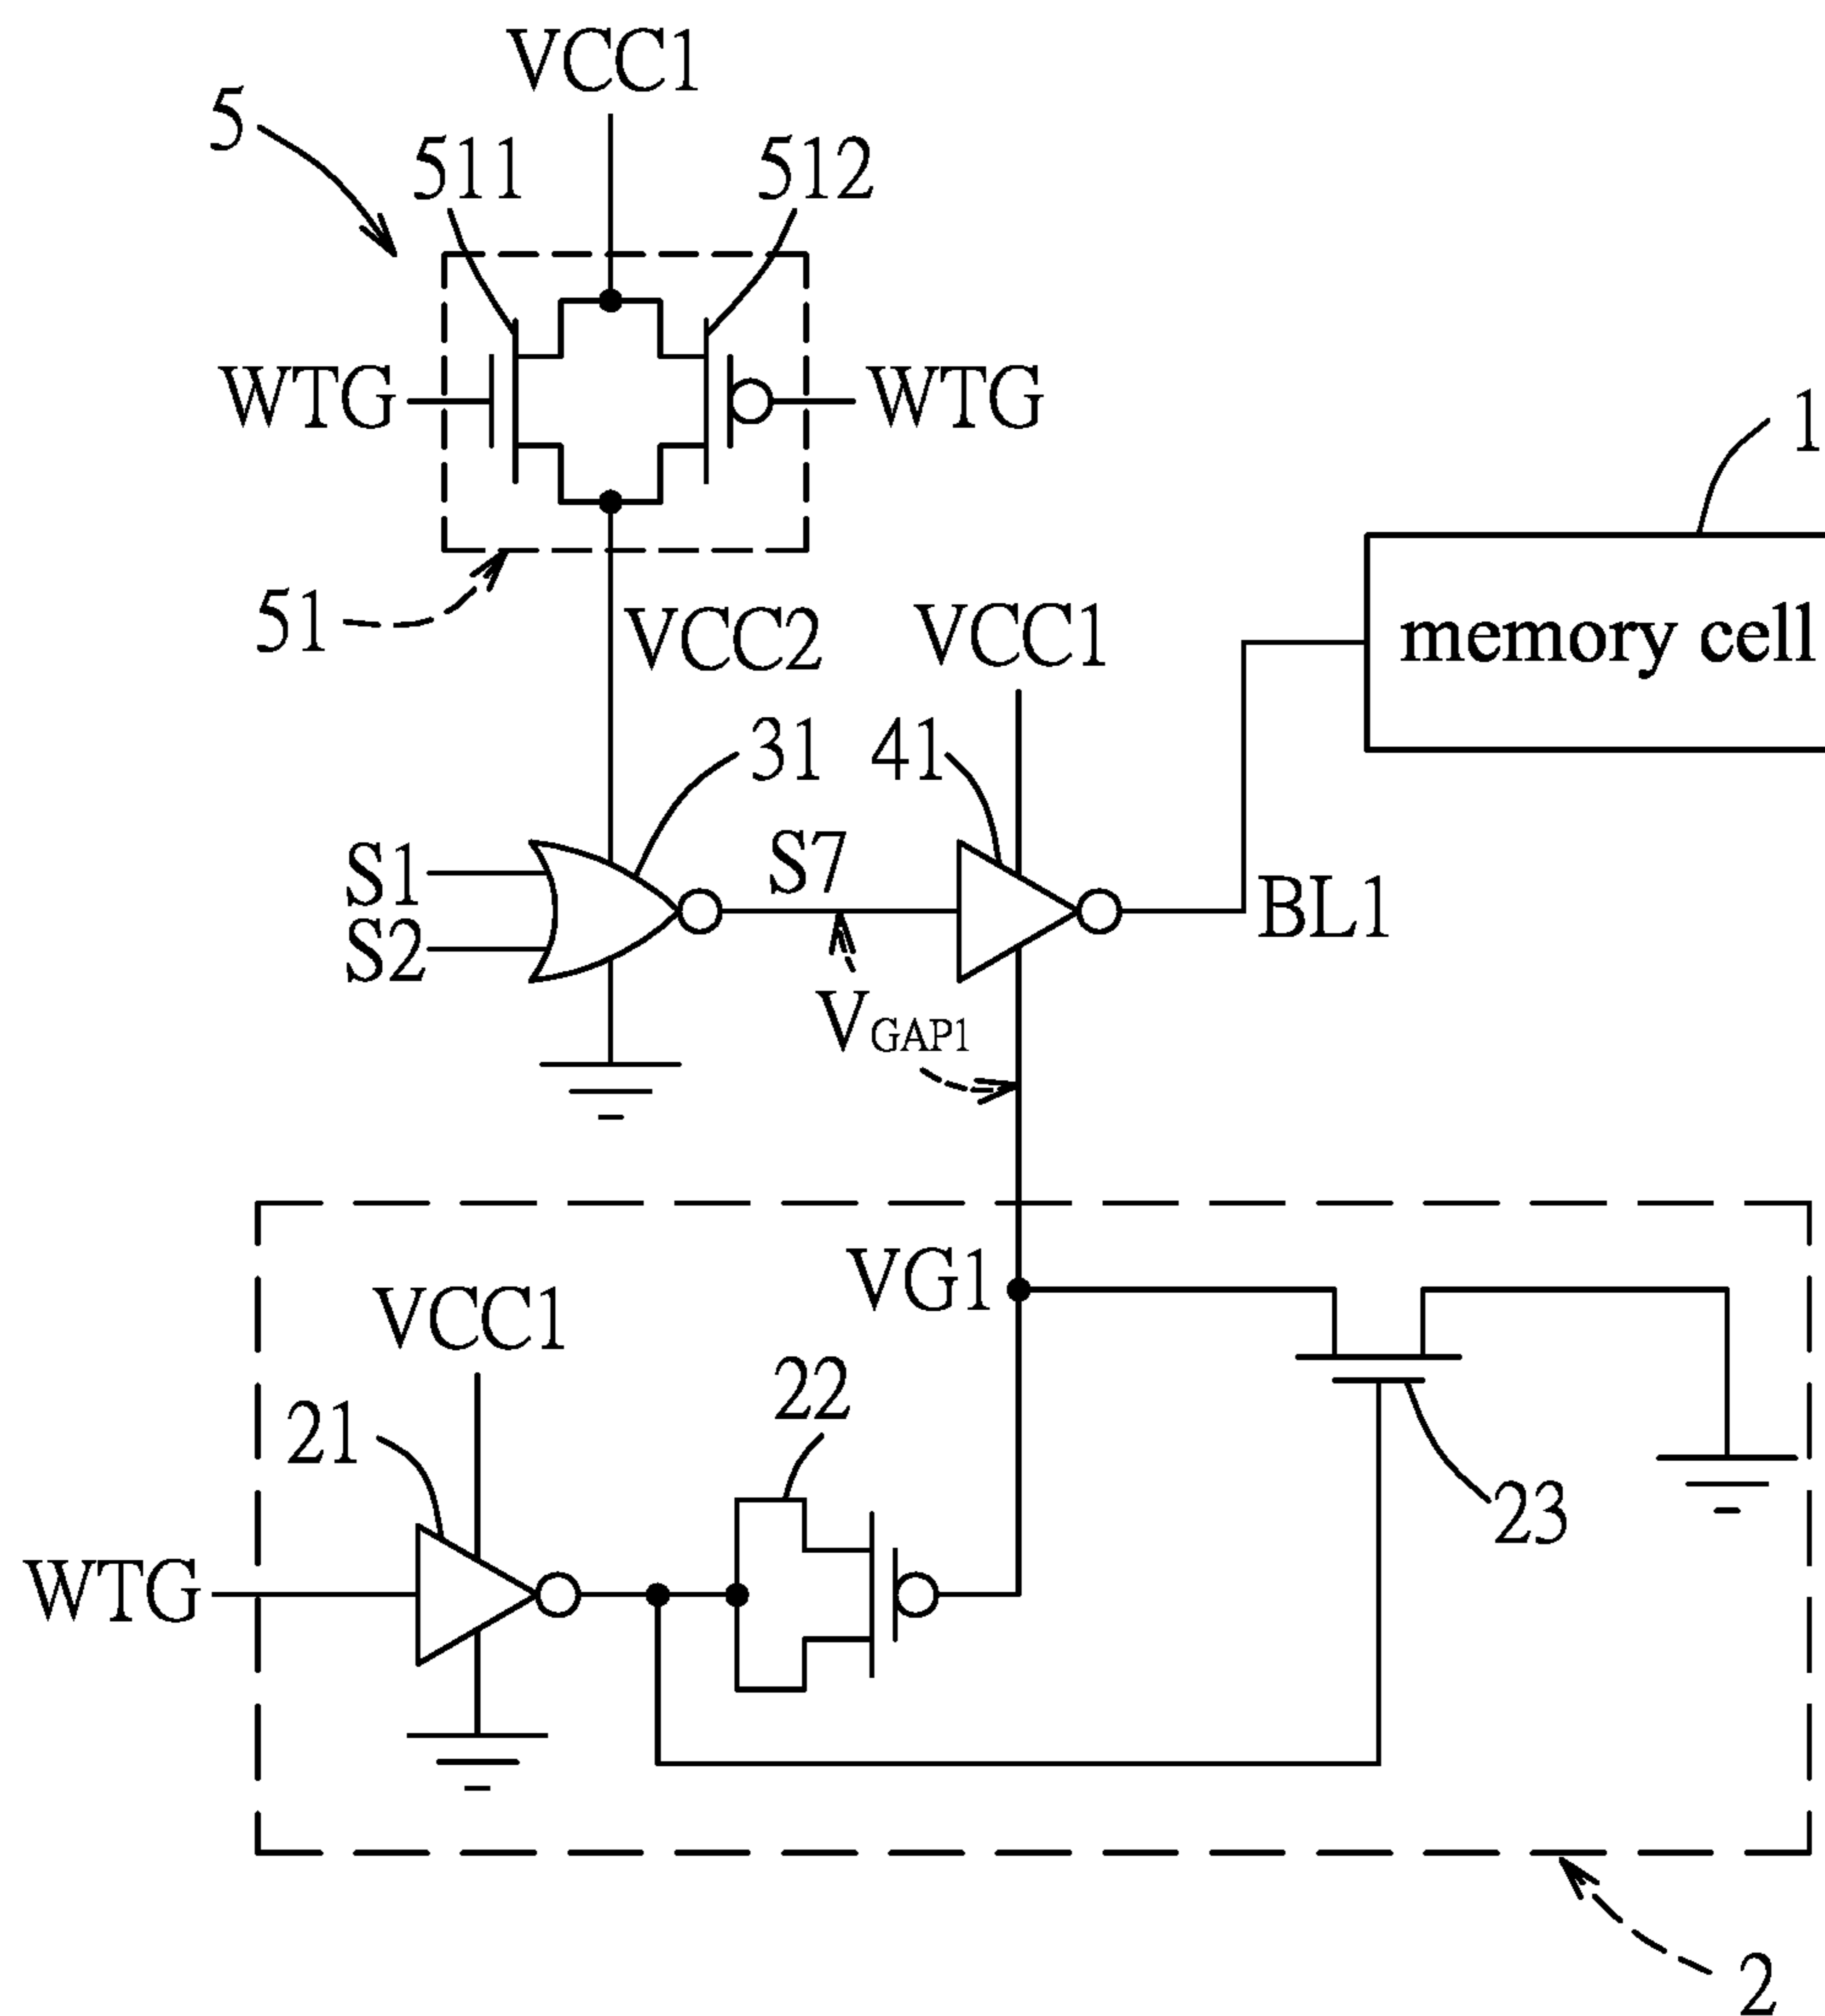 VCC1
5
511
512
WTG
WTG
1
51
VCC2
VCC1
memory cell
31
41
S1
S7
S2
BL1
VGAP1
VG1
VCC1
22
21
23
WTG
2